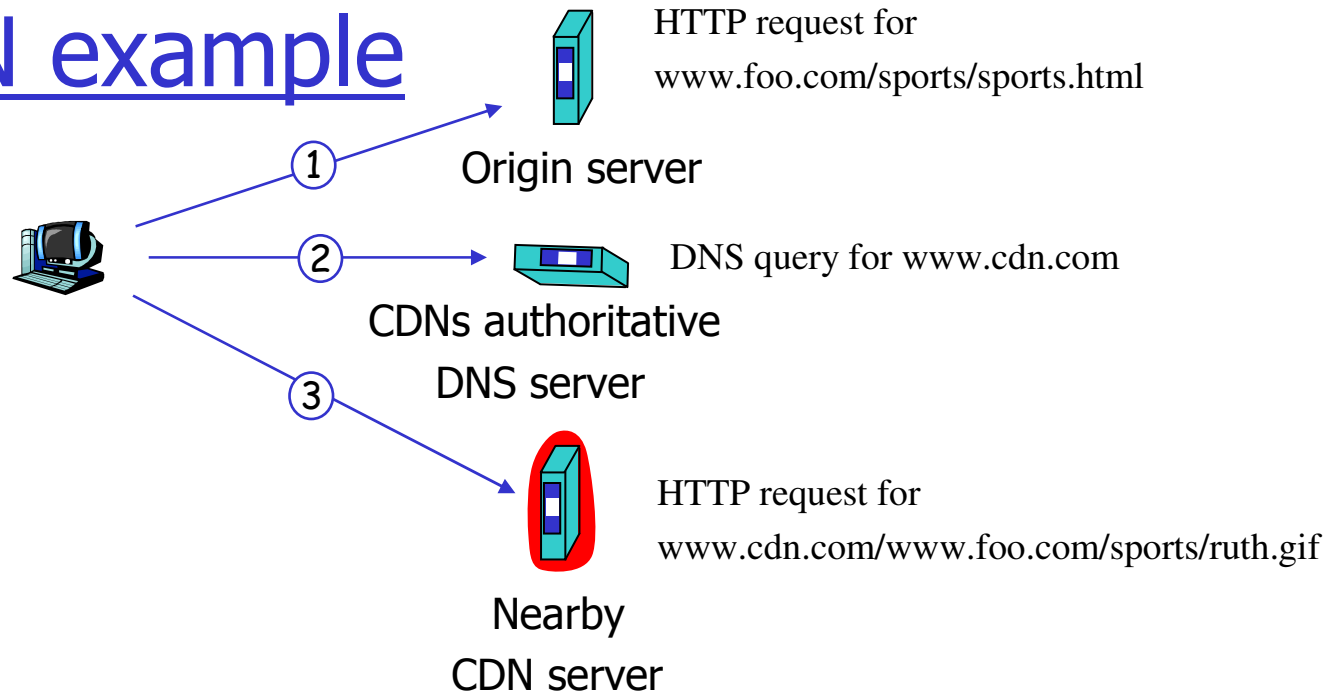 N example
HTTP request for
www.foo.com/sports/sports.html
1
Origin server
2
DNS query for www.cdn.com
CDNs authoritative
DNS server
3
HTTP request for
www.cdn.com/www.foo.com/sports/ruth.gif
Nearby
CDN server